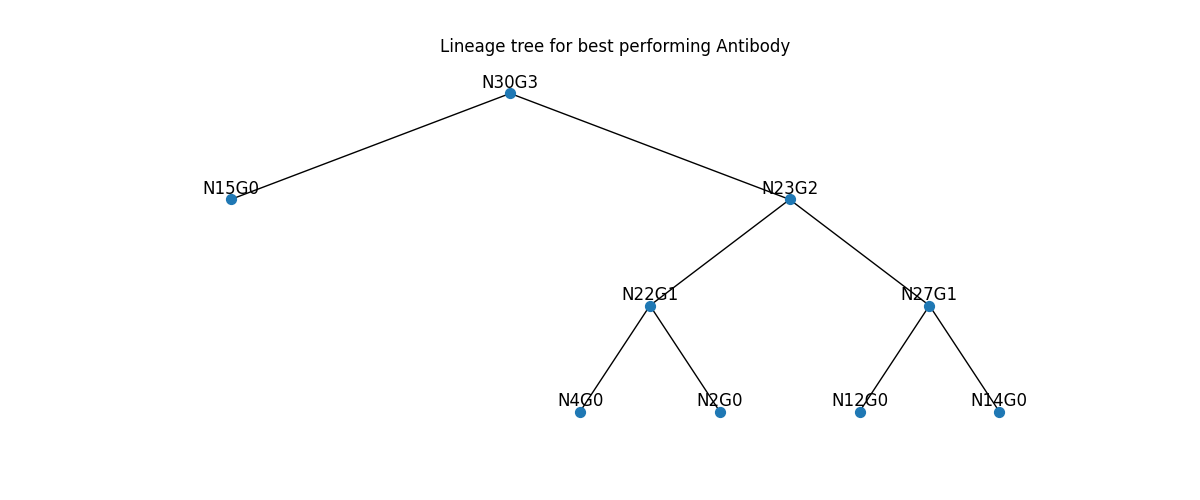 Lineage tree for best performing Antibody
N30G3
N15G0
N23G2
N22G1
N27G1
N4G0
N2G0
N12G0
N14G0